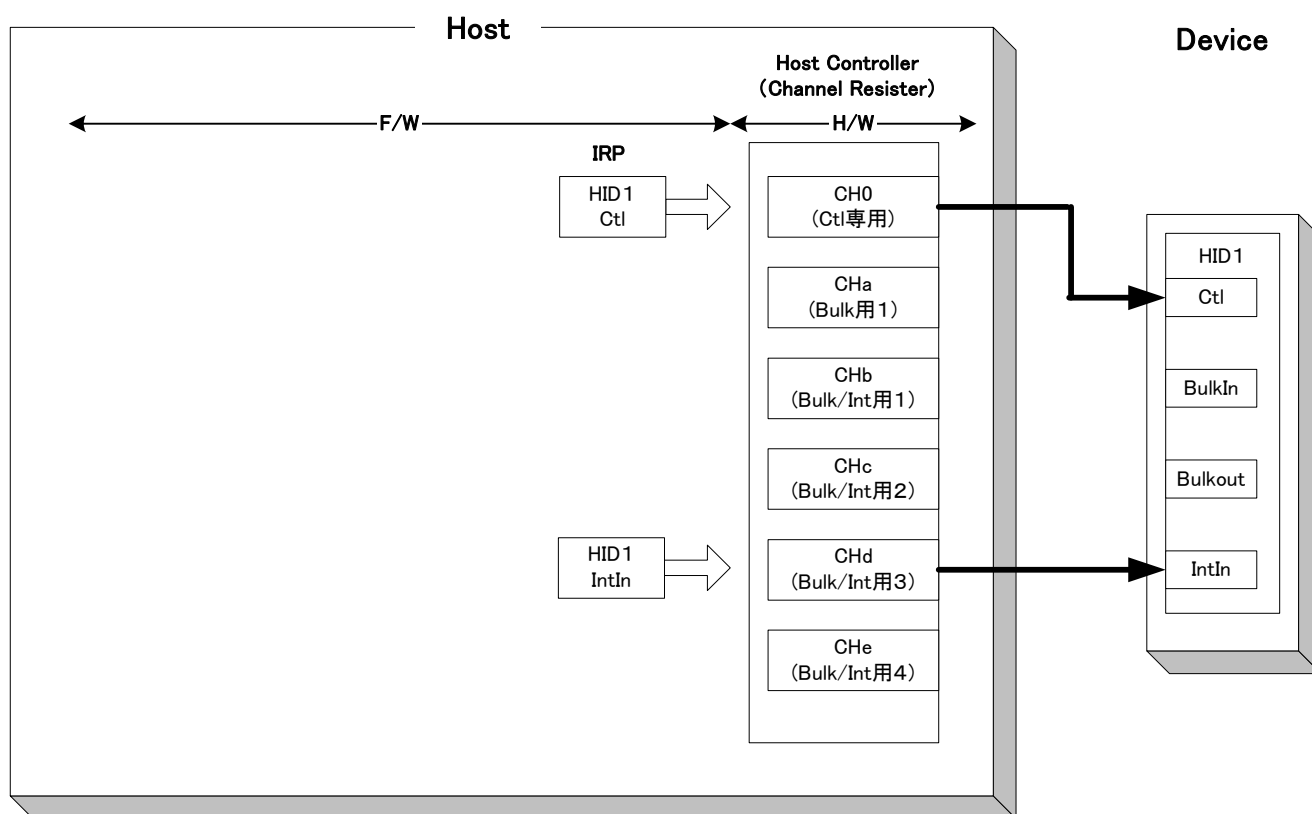 Host
Device
Host Controller
(Channel Resister)
F/W
H/W
IRP
HID1
Ctl
CH0
(Ctl専用)
CHa
(Bulk用1)
CHb
(Bulk/Int用1)
CHc
(Bulk/Int用2)
HID1
IntIn
CHd
(Bulk/Int用3)
CHe
(Bulk/Int用4)
HID1
Ctl
BulkIn
Bulkout
IntIn